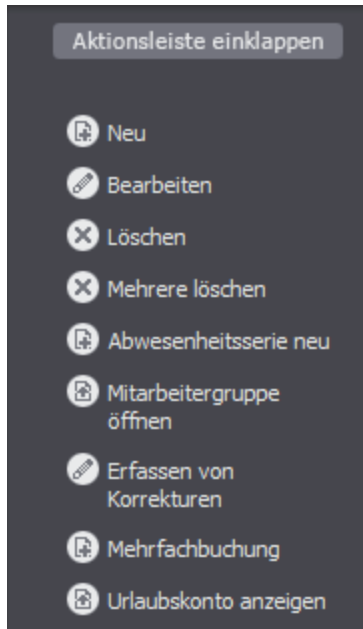 Aktionsleiste einklappen
Neu
Bearbeiten
Löschen
Mehrere löschen
Abwesenheitsserie neu
Mitarbeitergruppe
öffnen
Erfassen von
Korrekturen
Mehrfachbuchung
Urlaubskonto anzeigen